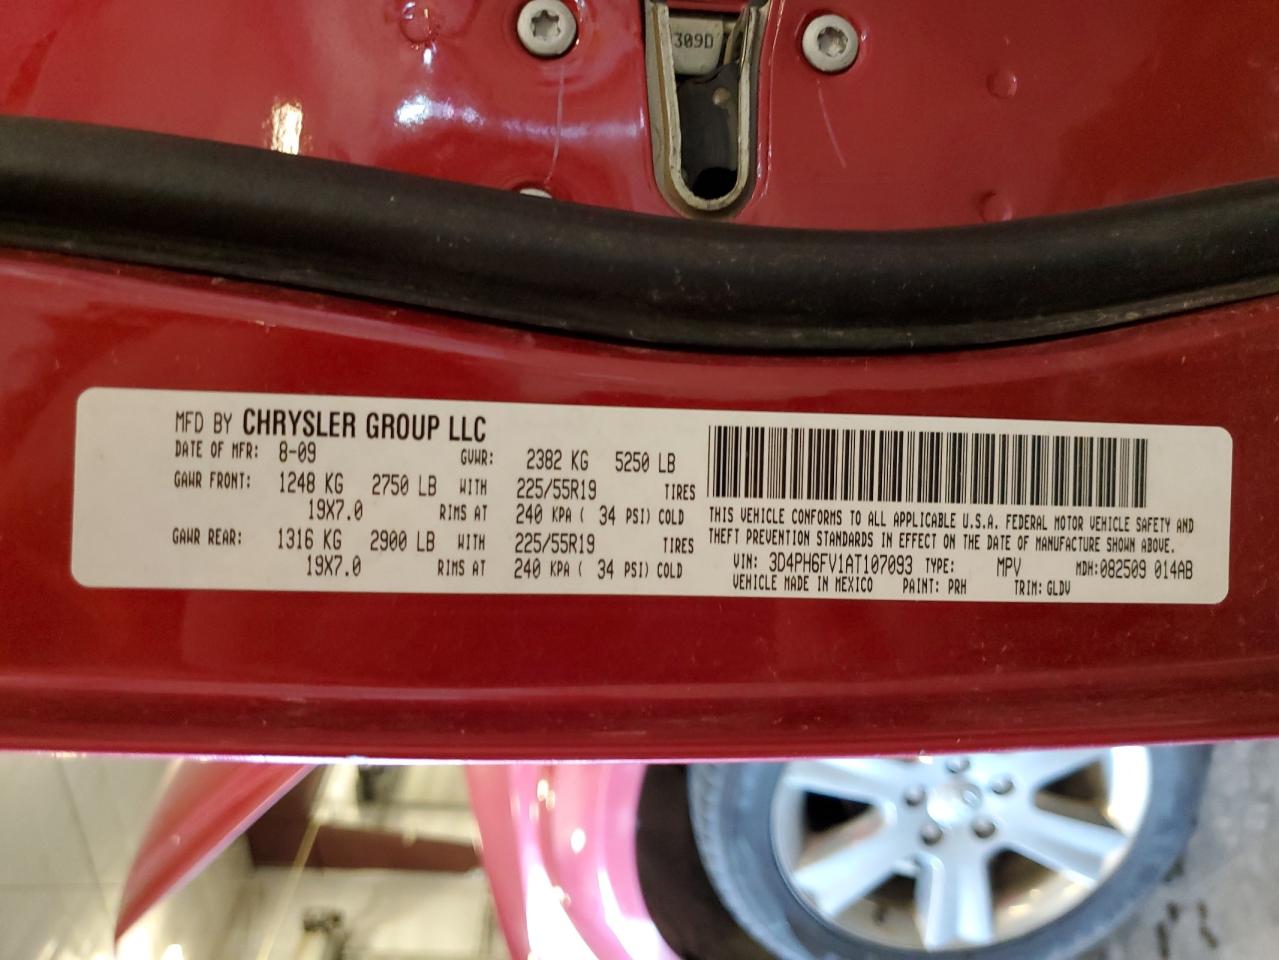 309D
MFD BY CHRYSLER GROUP LLC
DATE OF MFR: 8-09 GVWR: 2382 KG 5250 LB
GAWR FRONT: 1248 KG 2750 LB WITH 225/55R19 TIRES
19X7.0 RIMS AT 240 KPA ( 34 PSI) COLD
GAWR REAR: 1316 KG 2900 LB WITH 225/55R19 TIRES
19X7.0 RIMS AT 240 KPA ( 34 PSI) COLD
THIS VEHICLE CONFORMS TO ALL APPLICABLE U.S.A. FEDERAL MOTOR VEHICLE SAFETY AND
THEFT PREVENTION STANDARDS IN EFFECT ON THE DATE OF MANUFACTURE SHOWN ABOVE.
VIN: 3D4PH6FV1AT107093 TYPE: MPV MDH:082509 014AB
VEHICLE MADE IN MEXICO PAINT: PRH TRIM: GLDV